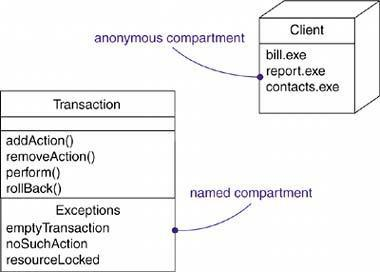 Client
anonymous compartment
bill.exe
report.exe
contacts.exe
Transaction
addAction()
removeAction()
perform()
rollBack()
named compartment
Exceptions
emptyTransaction
noSuchAction
resourceLocked